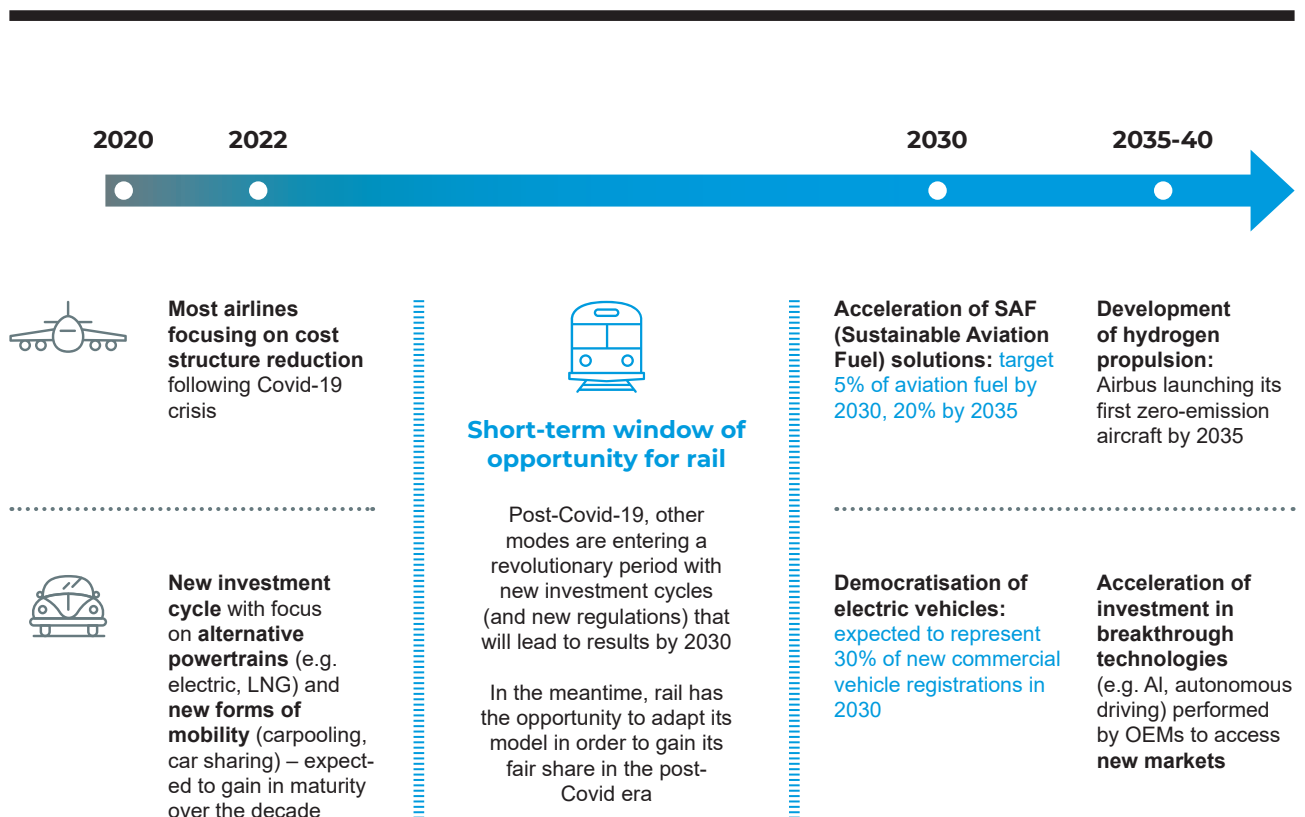 2020
2022
2030
2035-40
Most airlines
focusing on cost
structure reduction
following Covid-19
crisis
Short-term window of
opportunity for rail
Post-Covid-19, other
modes are entering a
revolutionary period with
new investment cycles
(and new regulations) that
will lead to results by 2030
In the meantime, rail has
the opportunity to adapt its
model in order to gain its
fair share in the post-
Covid era
Acceleration of SAF
(Sustainable Aviation
Fuel) solutions: target
5% of aviation fuel by
2030, 20% by 2035
Development
of hydrogen
propulsion:
Airbus launching its
first zero-emission
aircraft by 2035
New investment
cycle with focus
on alternative
powertrains (e.g.
electric, LNG) and
new forms of
mobility (carpooling,
car sharing) – expect-
ed to gain in maturity
over the decade
Democratisation of
electric vehicles:
expected to represent
30% of new commercial
vehicle registrations in
2030
Acceleration of
investment in
breakthrough
technologies
(e.g. AI, autonomous
driving) performed
by OEMs to access
new markets